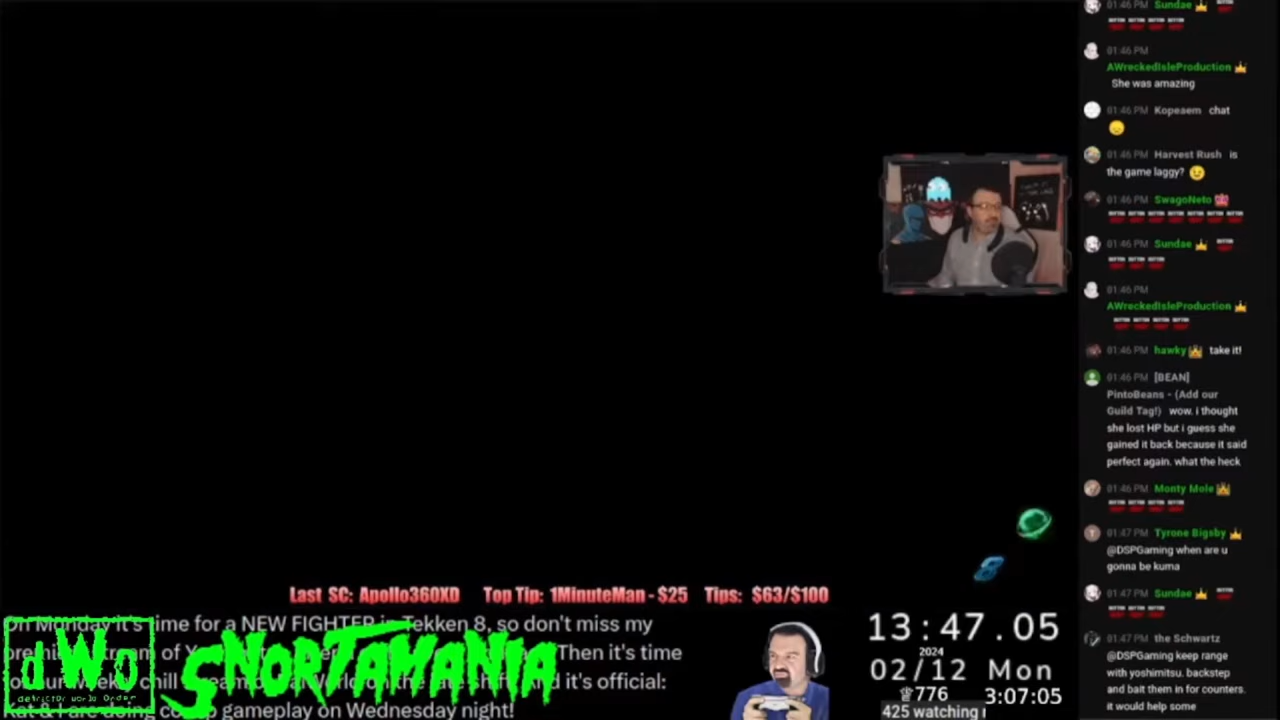 01:46 PM Sundae
01:46 PM
AWreckedIsleProduction
She was amazing
01:46 PM Kopeaem chat
01:46 PM Harvest Rush is
the game laggy?
01:46 PM SwagoNeto
01:46 PM Sundae
01:46 PM
AWreckedIsleProduction
01:46 PM hawky take it!
01:46 PM [BEAN]
PintoBeans - (Add our
Guild Tag!) wow. i thought
she lost HP but i guess she
gained it back because it said
perfect again. what the heck
01:46 PM Monty Mole
01:47 PM Tyrone Bigsby
@DSPGaming when are u
gonna be kuma
01:47 PM Sundae
01:47 PM the Schwartz
@DSPGaming keep range
with yoshimitsu. backstep
and bait them in for counters.
it would help some
Last SC: Apollo360XD Top Tip: 1MinuteMan - $25 Tips: $63/$100
On Monday it's time for a NEW FIGHTER in Tekken 8, so don't miss my
Then it's time
it's official:
gameplay on Wednesday night!
dWo
SNORTAMANIA
13:47.05
2024
02/12 Mon
776
3:07:05
425 watching